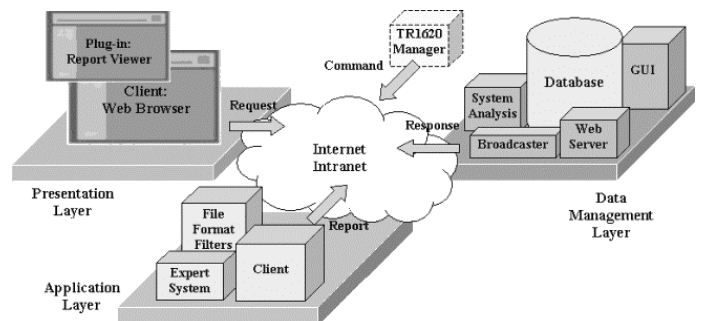 Plug-in:
Report Viewer
Client:
Web Browser
TR1620
Manager
Command
Request
Response
Internet
Intranet
Report
Database
GUI
System
Analysis
Broadcaster
Web
Server
Presentation
Layer
Data
Management
Layer
File
Format
Filters
Expert
System
Client
Application
Layer